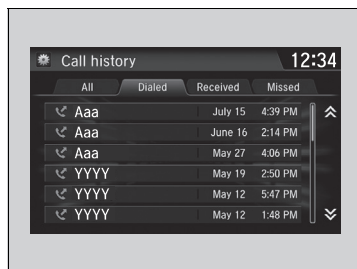 Call history 12:34
All Dialed Received Missed
Aaa July 15 4:39 PM
Aaa June 16 2:14 PM
Aaa May 27 4:06 PM
YYYY May 19 2:50 PM
YYYY May 12 5:47 PM
YYYY May 12 1:48 PM